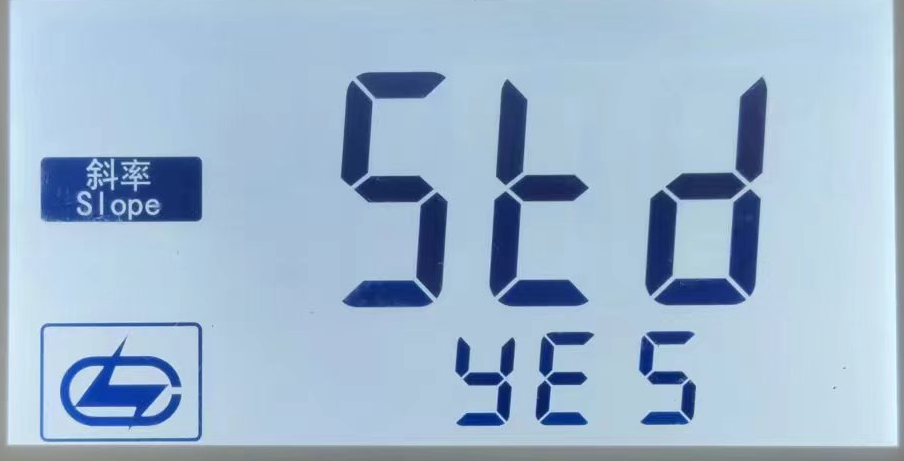 斜率
Slope
Std
YES